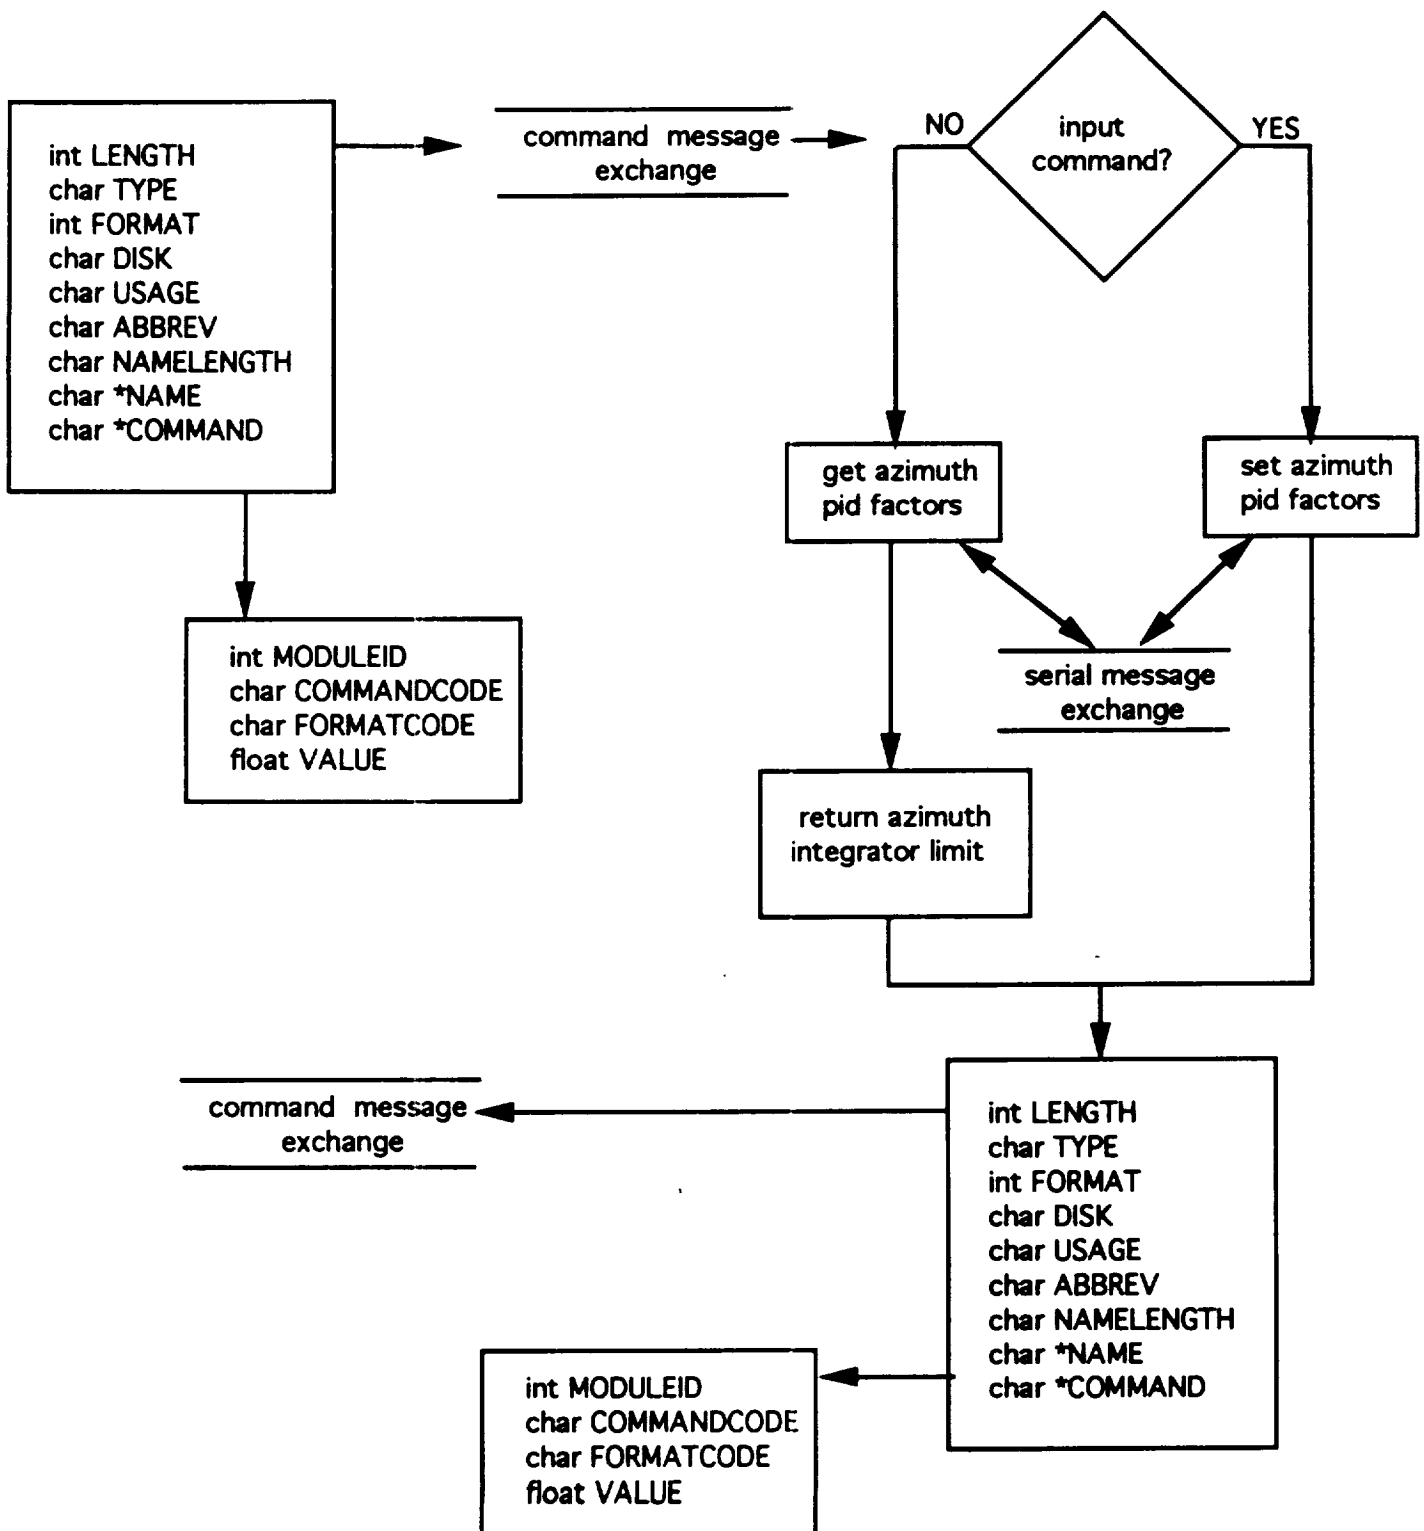 int LENGTH
char TYPE
int FORMAT
char DISK
char USAGE
char ABBREV
char NAMELENGTH
char *NAME
char *COMMAND
command message
exchange
NO
input
command?
YES
get azimuth
pid factors
set azimuth
pid factors
int MODULEID
char COMMANDCODE
char FORMATCODE
float VALUE
serial message
exchange
return azimuth
integrator limit
command message
exchange
int LENGTH
char TYPE
int FORMAT
char DISK
char USAGE
char ABBREV
char NAMELENGTH
char *NAME
char *COMMAND
int MODULEID
char COMMANDCODE
char FORMATCODE
float VALUE